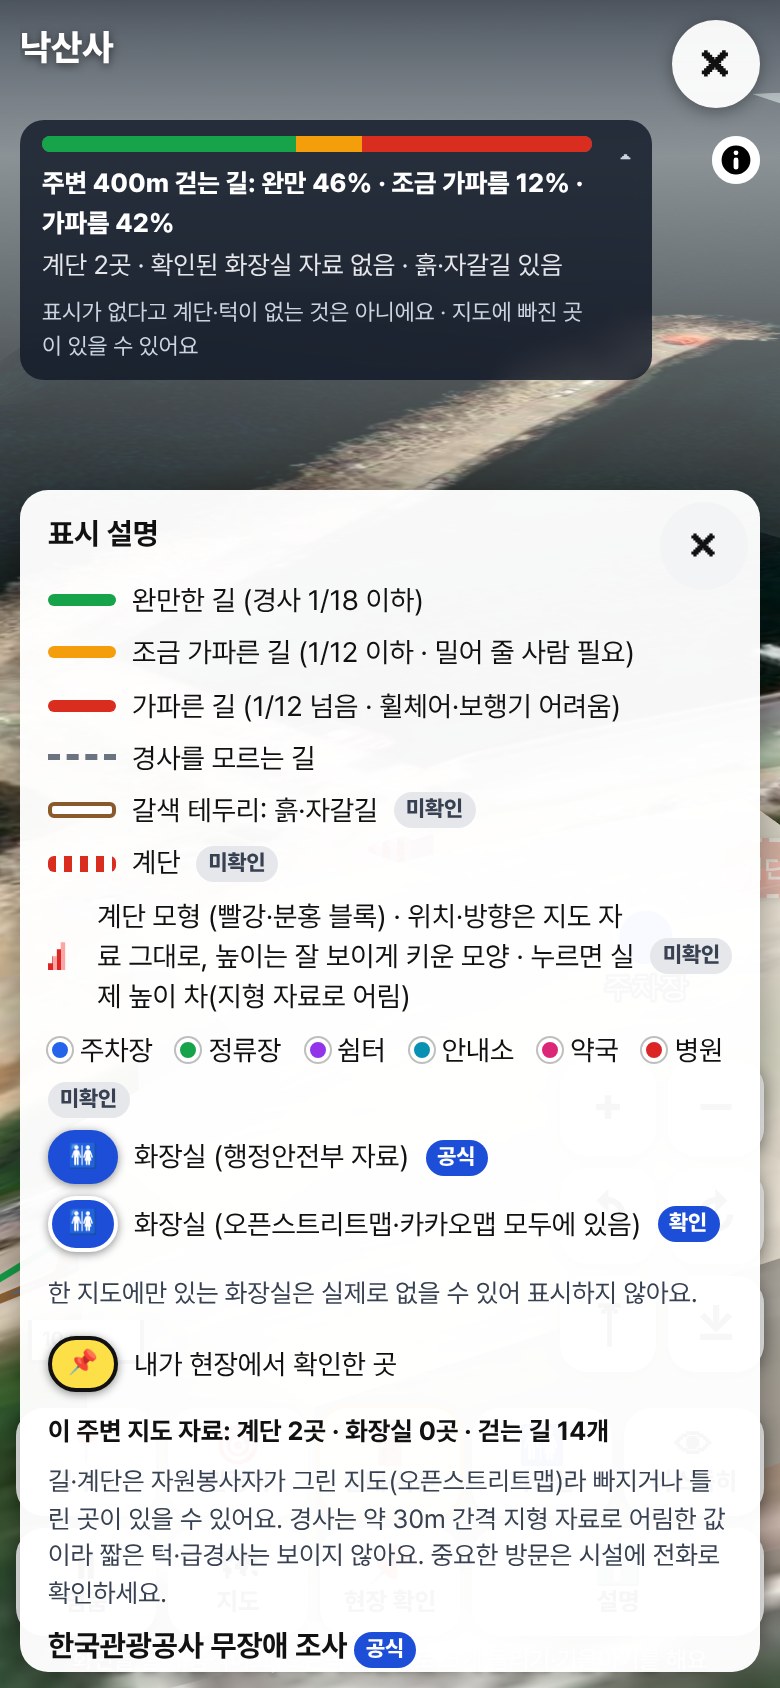 낙산사
주변 400m 걷는 길: 완만 46% · 조금 가파름 12% ·
가파름 42%
계단 2곳 · 확인된 화장실 자료 없음 · 흙·자갈길 있음
표시가 없다고 계단·턱이 없는 것은 아니에요 · 지도에 빠진 곳
이 있을 수 있어요
표시 설명
완만한 길 (경사 1/18 이하)
조금 가파른 길 (1/12 이하 · 밀어 줄 사람 필요)
가파른 길 (1/12 넘음 · 휠체어·보행기 어려움)
경사를 모르는 길
갈색 테두리: 흙·자갈길 미확인
계단 미확인
계단 모형 (빨강·분홍 블록) · 위치·방향은 지도 자
료 그대로, 높이는 잘 보이게 키운 모양 · 누르면 실 미확인
제 높이 차(지형 자료로 어림)
주차장
주차장 정류장 쉼터 안내소 약국 병원
미확인
화장실 (행정안전부 자료) 공식
화장실 (오픈스트리트맵·카카오맵 모두에 있음) 확인
한 지도에만 있는 화장실은 실제로 없을 수 있어 표시하지 않아요.
내가 현장에서 확인한 곳
이 주변 지도 자료: 계단 2곳 · 화장실 0곳 · 걷는 길 14개
길·계단은 자원봉사자가 그린 지도(오픈스트리트맵)라 빠지거나 틀
린 곳이 있을 수 있어요. 경사는 약 30m 간격 지형 자료로 어림한 값
이라 짧은 턱·급경사는 보이지 않아요. 중요한 방문은 시설에 전화로
확인하세요.
지도 현장 확인 설명
한국관광공사 무장애 조사 공식